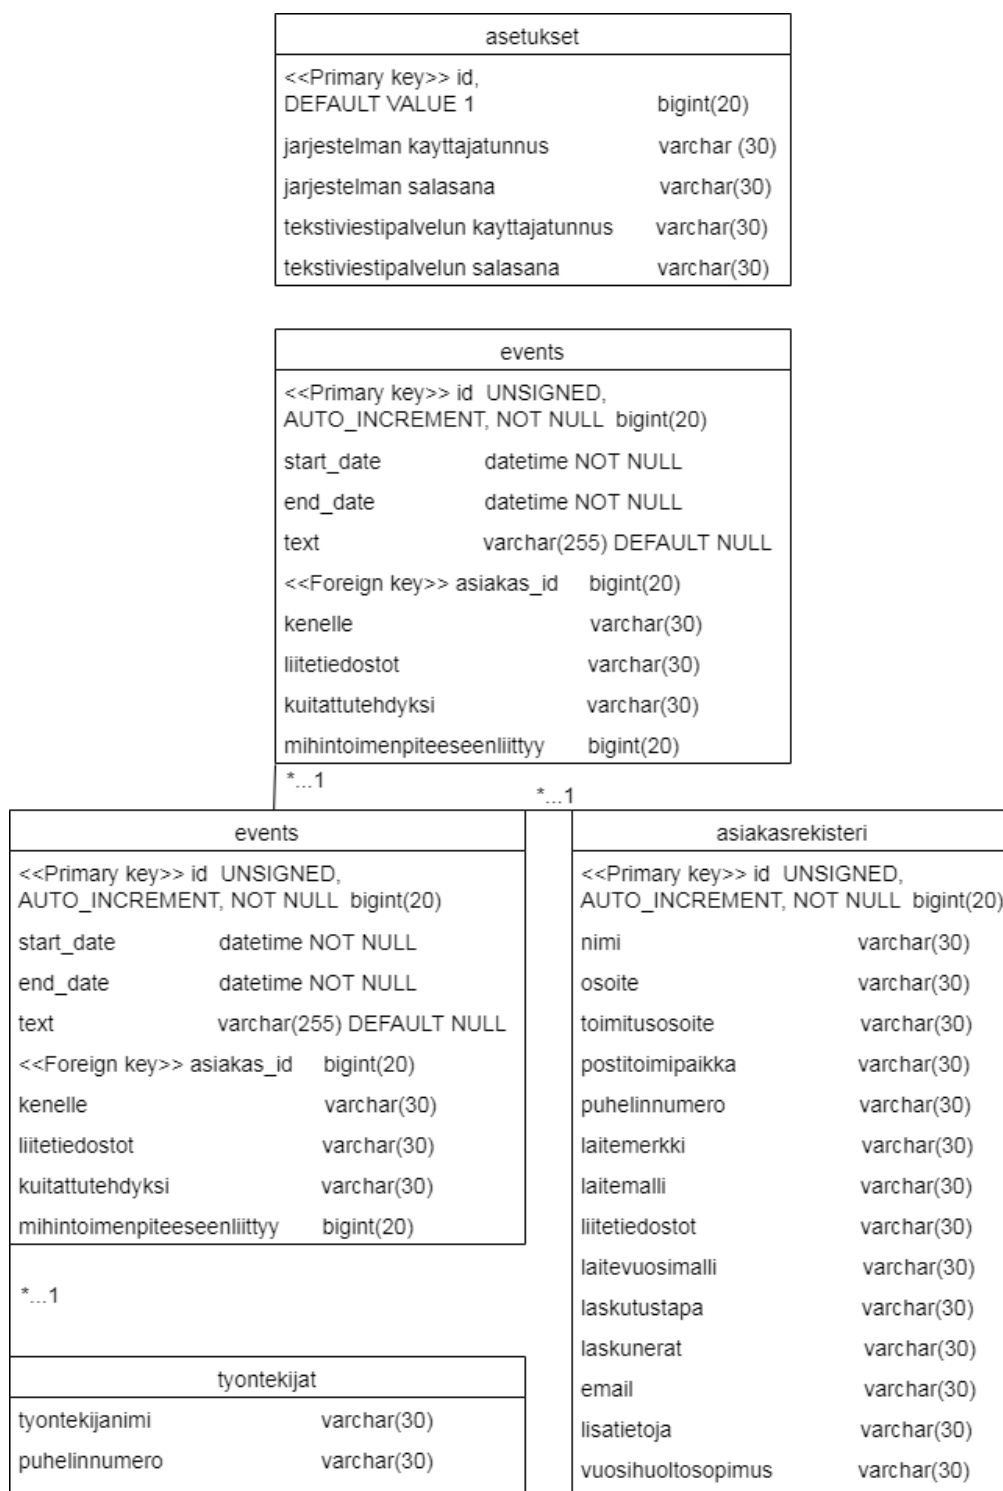 asetukset
<<Primary key>> id,
DEFAULT VALUE 1 bigint(20)
jarjestelman kayttajatunnus varchar (30)
jarjestelman salasana varchar(30)
tekstiviestipalvelun kayttajatunnus varchar(30)
tekstiviestipalvelun salasana varchar(30)
events
<<Primary key>> id UNSIGNED,
AUTO_INCREMENT, NOT NULL bigint(20)
start_date datetime NOT NULL
end_date datetime NOT NULL
text varchar(255) DEFAULT NULL
<<Foreign key>> asiakas_id bigint(20)
kenelle varchar(30)
liitetiedostot varchar(30)
kuitattutehdyksi varchar(30)
mihintoimenpiteeseenliittyy bigint(20)
*...1
*...1
events
<<Primary key>> id UNSIGNED,
AUTO_INCREMENT, NOT NULL bigint(20)
start_date datetime NOT NULL
end_date datetime NOT NULL
text varchar(255) DEFAULT NULL
<<Foreign key>> asiakas_id bigint(20)
kenelle varchar(30)
liitetiedostot varchar(30)
kuitattutehdyksi varchar(30)
mihintoimenpiteeseenliittyy bigint(20)
*...1
tyontekijat
tyontekijanimi varchar(30)
puhelinnumero varchar(30)
asiakasrekisteri
<<Primary key>> id UNSIGNED,
AUTO_INCREMENT, NOT NULL bigint(20)
nimi varchar(30)
osoite varchar(30)
toimitusosoite varchar(30)
postitoimipaikka varchar(30)
puhelinnumero varchar(30)
laitemerkki varchar(30)
laitemalli varchar(30)
liitetiedostot varchar(30)
laitevuosimalli varchar(30)
laskutustapa varchar(30)
laskunerat varchar(30)
email varchar(30)
lisatietoja varchar(30)
vuosihuoltosopimus varchar(30)